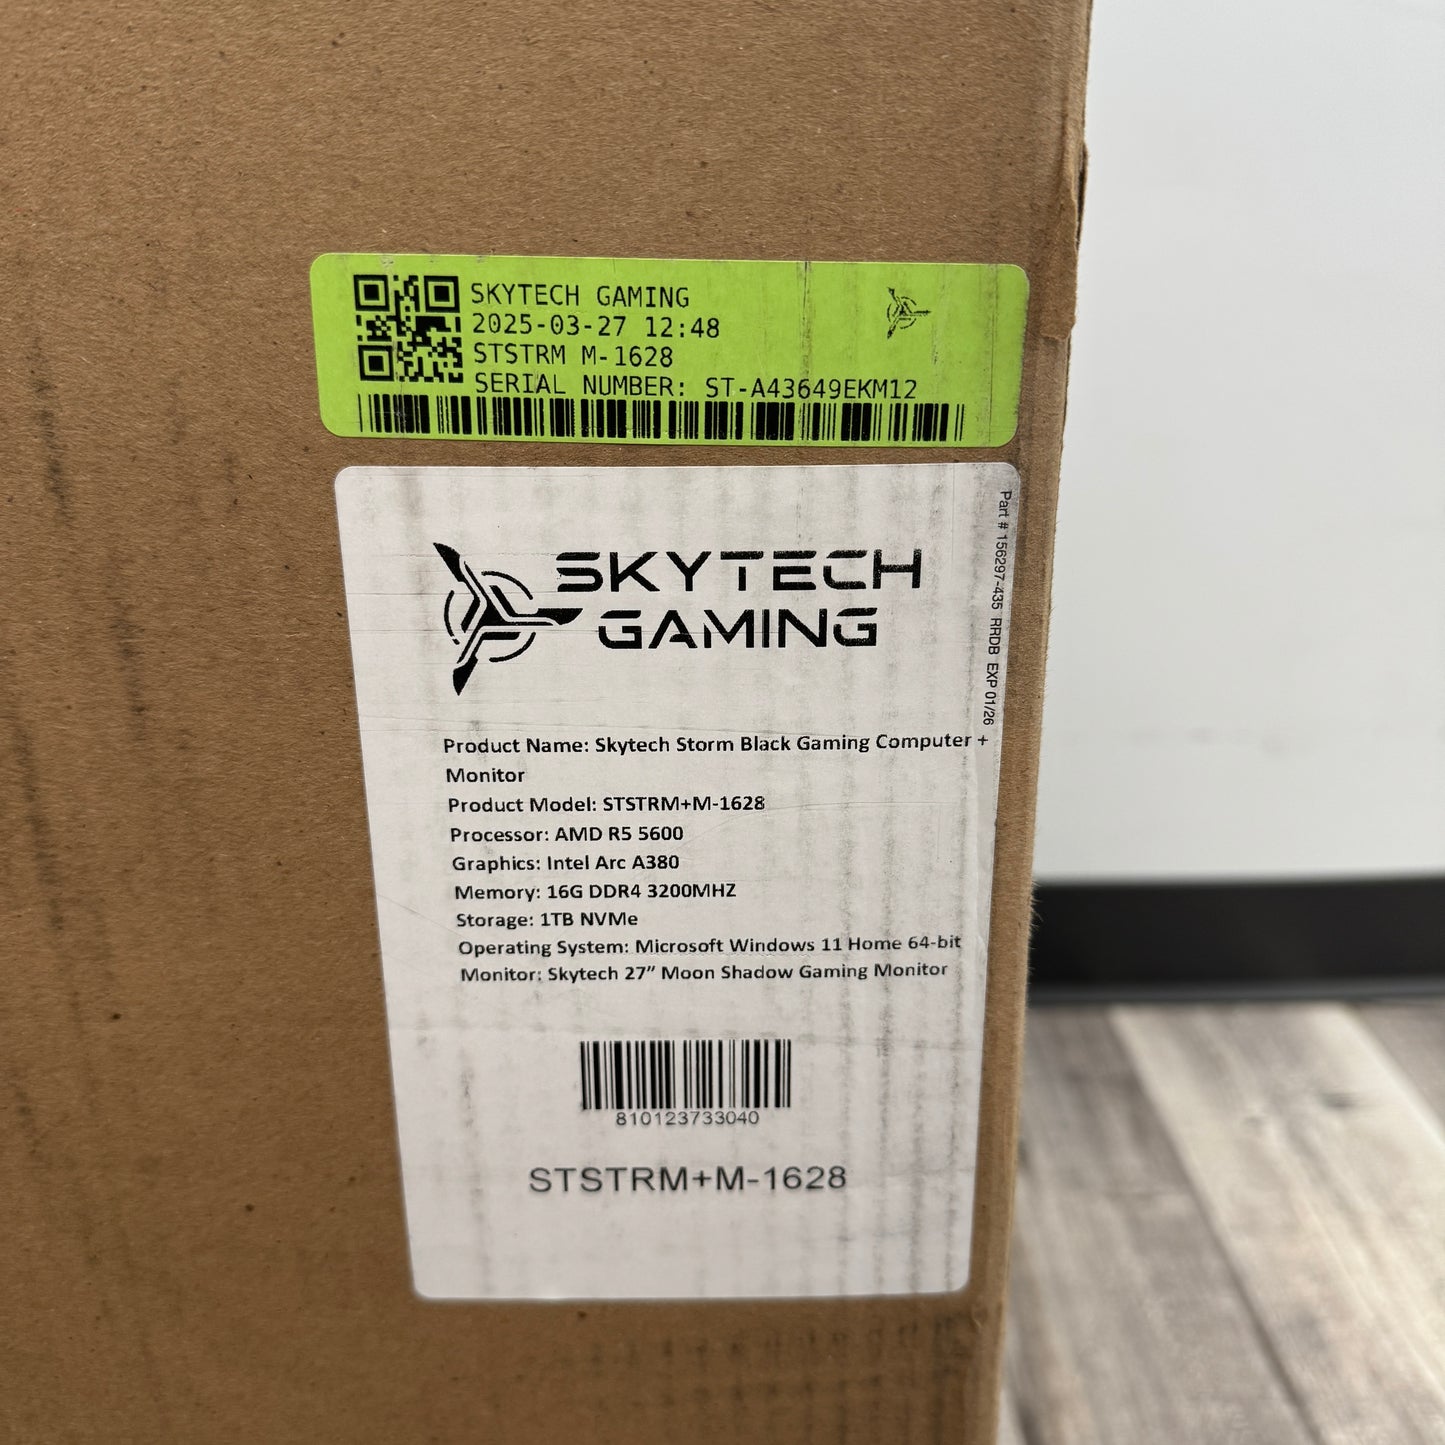 SKYTECH GAMING
2025-03-27 12:48
STSTRM M-1628
SERIAL NUMBER: ST-A43649EKM12
Part # 156297-435 RRDB EXP 01/26
SKYTECH
GAMING
Product Name: Skytech Storm Black Gaming Computer +
Monitor
Product Model: STSTRM+M-1628
Processor: AMD R5 5600
Graphics: Intel Arc A380
Memory: 16G DDR4 3200MHZ
Storage: 1TB NVMe
Operating System: Microsoft Windows 11 Home 64-bit
Monitor: Skytech 27” Moon Shadow Gaming Monitor
810123733040
STSTRM+M-1628